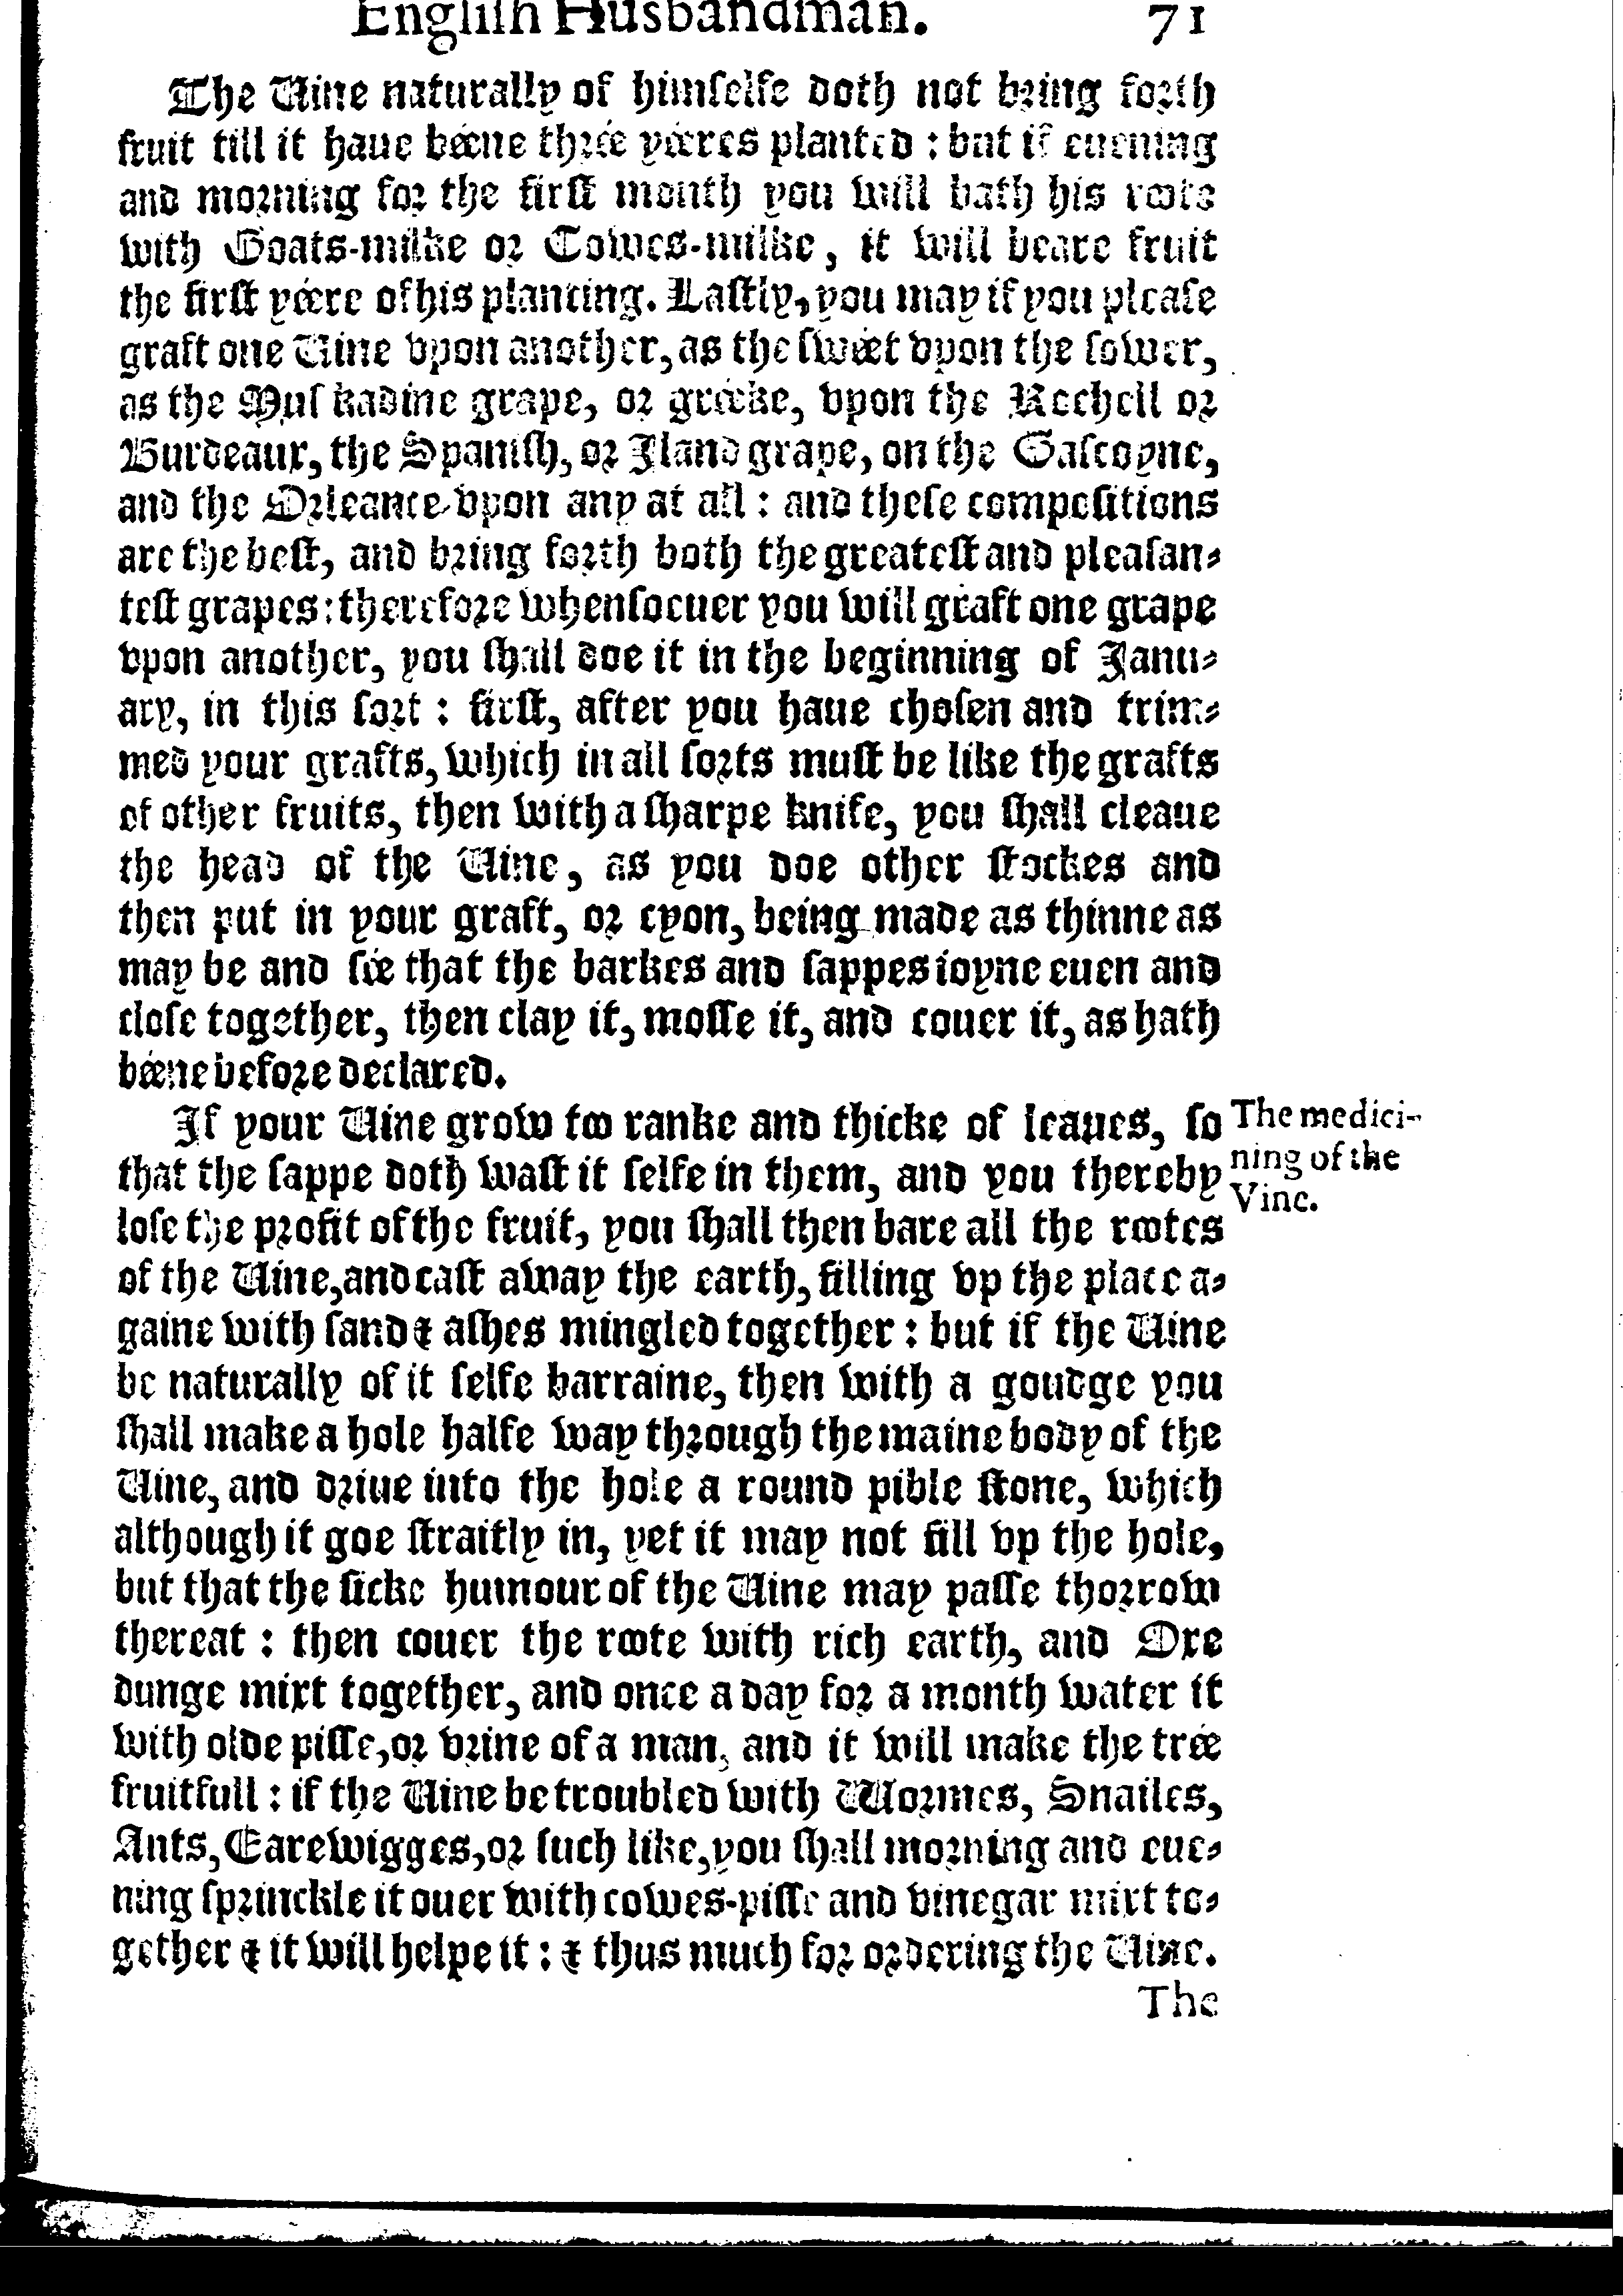 English Husbandman. 71
The Vine naturally of himſelfe doth not bring forth
fruit till it haue béene thrée yéeres planted : but if euening
and morning for the firſt month you will bath his rootes
with Goats-milke or Cowes-milke, it will beare fruit
the firſt yéere of his planting. Laſtly, you may if you pleaſe
graft one Vine vpon another, as the ſwéet vpon the ſower,
as the Muſkadine grape, or gréeke, vpon the Rochell or
Burdeaux, the Spaniſh, or Iland grape, on the Gaſcoyne,
and the Orleance vpon any at all : and theſe compoſitions
are the beſt, and bring forth both the greateſt and pleaſan-
teſt grapes: therefore whenſoeuer you will graft one grape
vpon another, you ſhall doe it in the beginning of Janu-
ary, in this ſort : firſt, after you haue choſen and trim-
med your grafts, which in all ſorts muſt be like the grafts
of other fruits, then with a ſharpe knife, you ſhall cleaue
the head of the Vine, as you doe other ſtockes and
then put in your graft, or cyon, being made as thinne as
may be and ſée that the barkes and ſappes ioyne euen and
cloſe together, then clay it, moſſe it, and couer it, as hath
béene before declared.
If your Vine grow too ranke and thicke of leaues, ſo
that the ſappe doth waſt it ſelfe in them, and you thereby
loſe the profit of the fruit, you ſhall then bare all the rootes
of the Vine, and caſt away the earth, filling vp the place a-
gaine with ſand & aſhes mingled together : but if the Vine
be naturally of it ſelfe barraine, then with a goudge you
ſhall make a hole halfe way through the maine body of the
Vine, and driue into the hole a round pible ſtone, which
although it goe ſtraitly in, yet it may not fill vp the hole,
but that the ſicke humour of the Vine may paſſe thorrow
thereat : then couer the roote with rich earth, and Oxe
dunge mixt together, and once a day for a month water it
with olde piſſe, or vrine of a man, and it will make the trée
fruitfull : if the Vine be troubled with Wormes, Snailes,
Ants, Earewigges, or ſuch like, you ſhall morning and eue-
ning ſprinckle it ouer with cowes-piſſe and vinegar mixt to-
gether & it will helpe it : & thus much for ordering the Vine.
The
The medici-
ning of the
Vine.